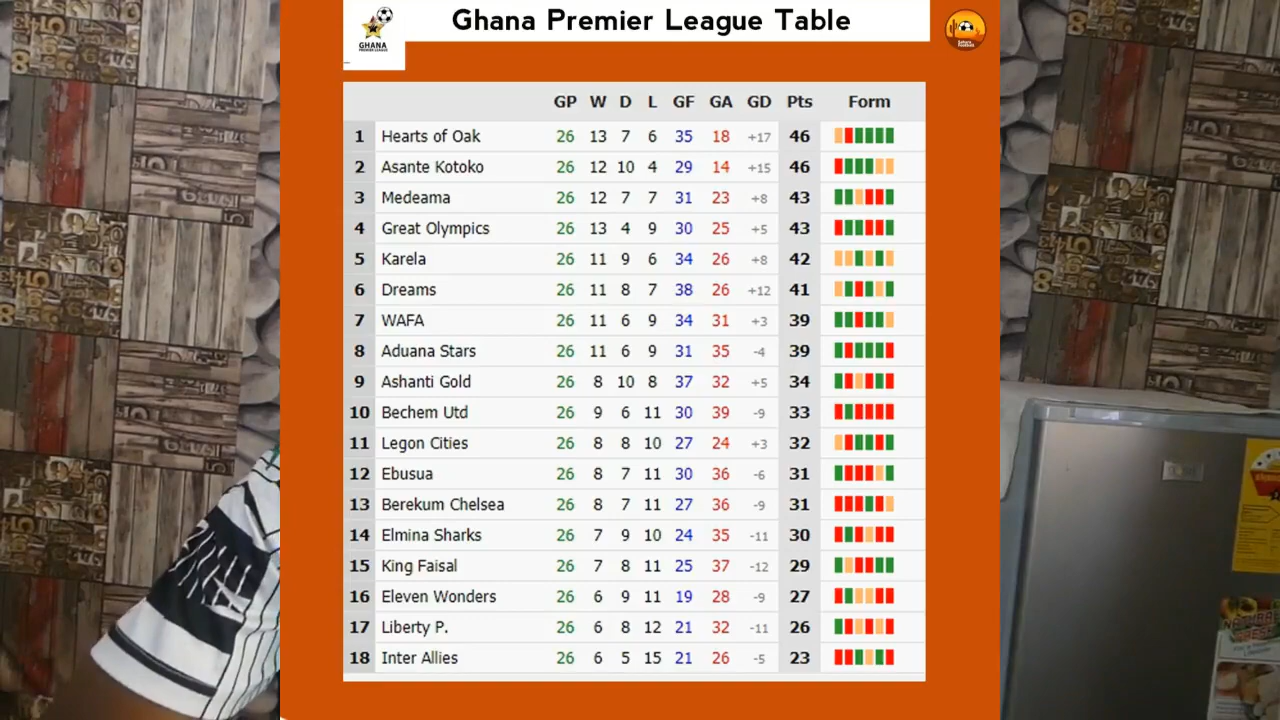 Ghana Premier League Table
GHANA
PREMIER LEAGUE
GP W D L GF GA GD Pts Form
1 Hearts of Oak 26 13 7 6 35 18 +17 46
2 Asante Kotoko 26 12 10 4 29 14 +15 46
3 Medeama 26 12 7 7 31 23 +8 43
4 Great Olympics 26 13 4 9 30 25 +5 43
5 Karela 26 11 9 6 34 26 +8 42
6 Dreams 26 11 8 7 38 26 +12 41
7 WAFA 26 11 6 9 34 31 +3 39
8 Aduana Stars 26 11 6 9 31 35 -4 39
9 Ashanti Gold 26 8 10 8 37 32 +5 34
10 Bechem Utd 26 9 6 11 30 39 -9 33
11 Legon Cities 26 8 8 10 27 24 +3 32
12 Ebusua 26 8 7 11 30 36 -6 31
13 Berekum Chelsea 26 8 7 11 27 36 -9 31
14 Elmina Sharks 26 7 9 10 24 35 -11 30
15 King Faisal 26 7 8 11 25 37 -12 29
16 Eleven Wonders 26 6 9 11 19 28 -9 27
17 Liberty P. 26 6 8 12 21 32 -11 26
18 Inter Allies 26 6 5 15 21 26 -5 23